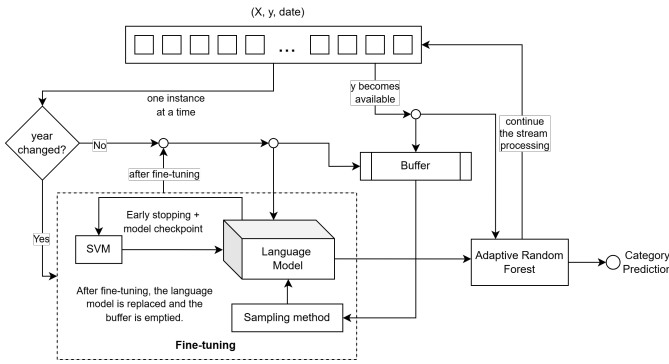 (X, y, date)
...
one instance
at a time
y becomes
available
continue
the stream
processing
year
changed?
No
after fine-tuning
Buffer
Yes
Early stopping +
model checkpoint
SVM
Language
Model
Adaptive Random
Forest
Category
Prediction
After fine-tuning, the language
model is replaced and the
buffer is emptied.
Sampling method
Fine-tuning